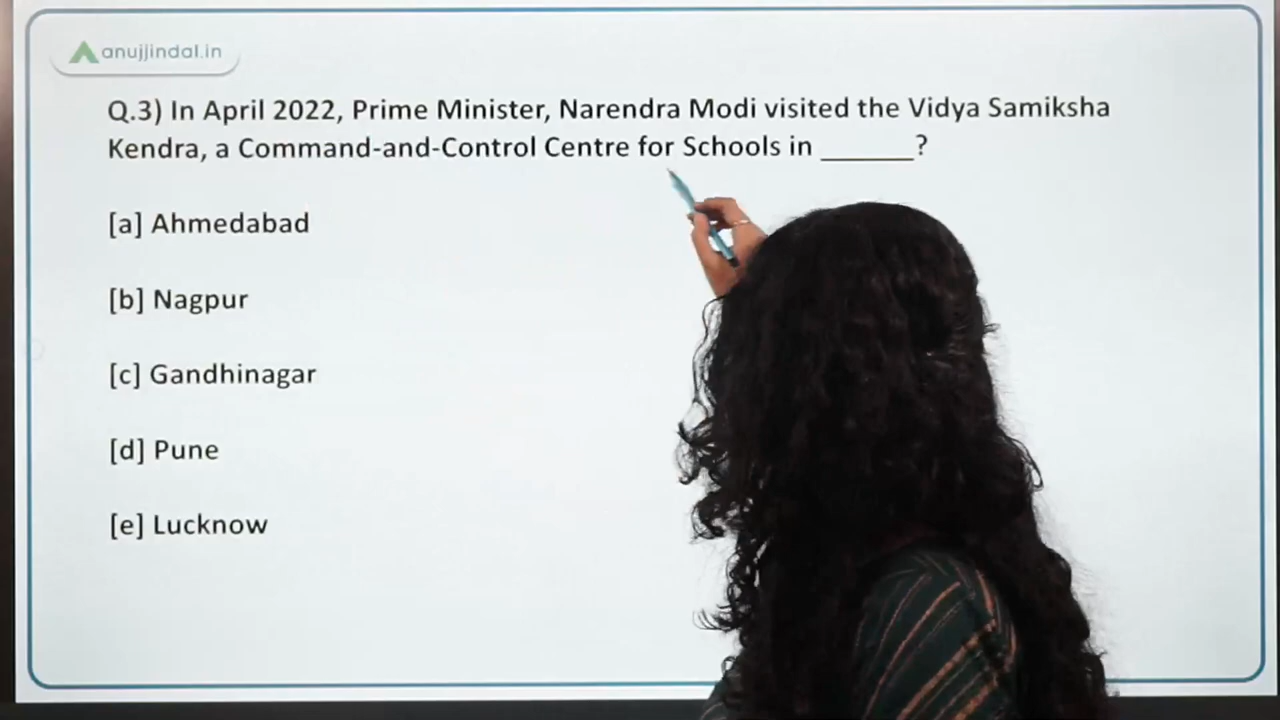 anujjindal.in
Q.3) In April 2022, Prime Minister, Narendra Modi visited the Vidya Samiksha
Kendra, a Command-and-Control Centre for Schools in ______?
[a] Ahmedabad
[b] Nagpur
[c] Gandhinagar
[d] Pune
[e] Lucknow